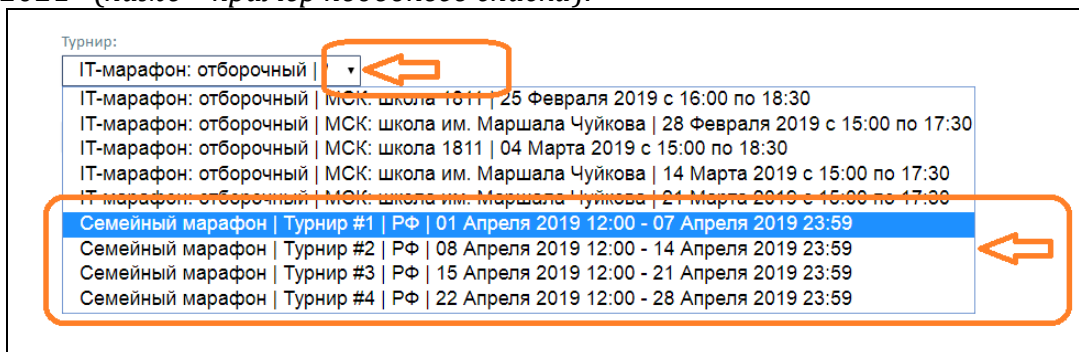 2021" (ниже – пример подобного списка):
Турнир:
IT-марафон: отборочный |
IT-марафон: отборочный | МСК: школа 1811 | 25 Февраля 2019 с 16:00 по 18:30
IT-марафон: отборочный | МСК: школа им. Маршала Чуйкова | 28 Февраля 2019 с 15:00 по 17:30
IT-марафон: отборочный | МСК: школа 1811 | 04 Марта 2019 с 15:00 по 18:30
IT-марафон: отборочный | МСК: школа им. Маршала Чуйкова | 14 Марта 2019 с 15:00 по 17:30
IT-марафон: отборочный | МСК: школа им. Маршала Чуйкова | 21 Марта 2019 с 15:00 по 17:30
Семейный марафон | Турнир #1 | РФ | 01 Апреля 2019 12:00 - 07 Апреля 2019 23:59
Семейный марафон | Турнир #2 | РФ | 08 Апреля 2019 12:00 - 14 Апреля 2019 23:59
Семейный марафон | Турнир #3 | РФ | 15 Апреля 2019 12:00 - 21 Апреля 2019 23:59
Семейный марафон | Турнир #4 | РФ | 22 Апреля 2019 12:00 - 28 Апреля 2019 23:59